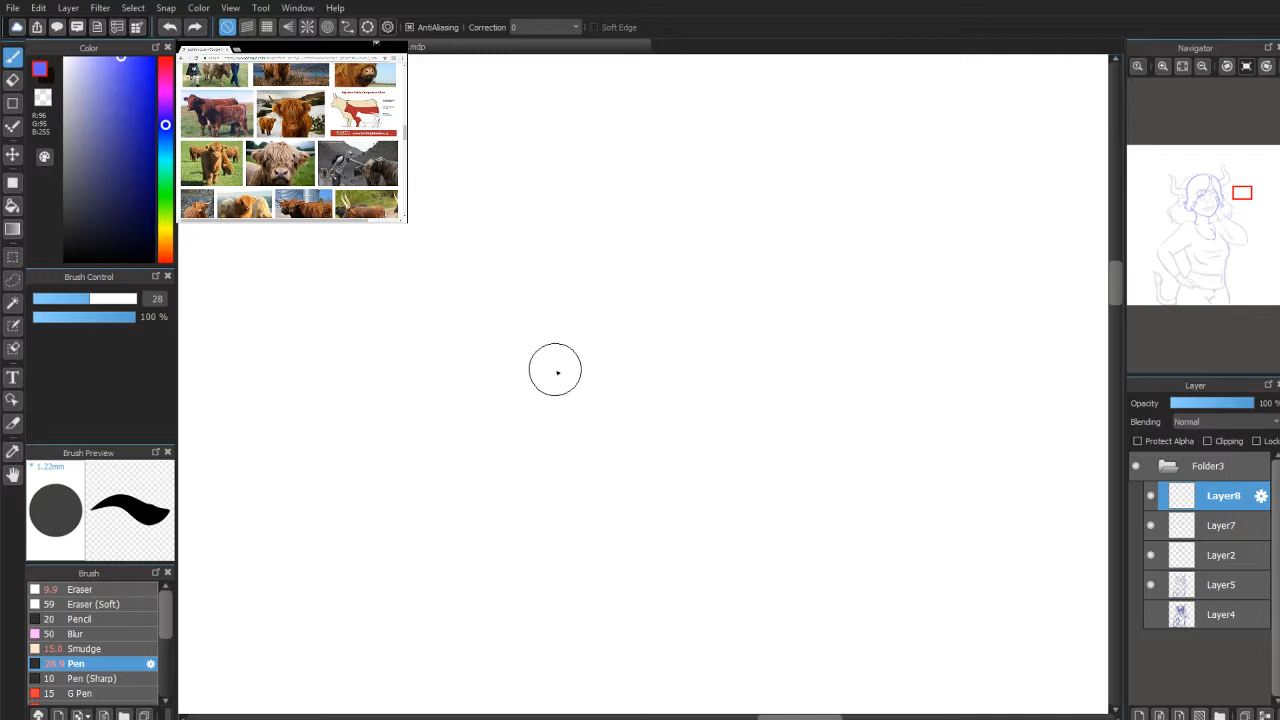 File Edit Layer Filter Select Snap Color View Tool Window Help
AntiAliasing Correction 0 Soft Edge
Color
R:96
G:95
B:255
.mdp
Navigator
Brush Control
28
100 %
Brush Preview
* 1.22mm
Brush
9.9 Eraser
59 Eraser (Soft)
20 Pencil
50 Blur
15.0 Smudge
28.9 Pen
10 Pen (Sharp)
15 G Pen
Layer
Opacity 100 %
Blending Normal
Protect Alpha Clipping Lock
Folder3
Layer8
Layer7
Layer2
Layer5
Layer4